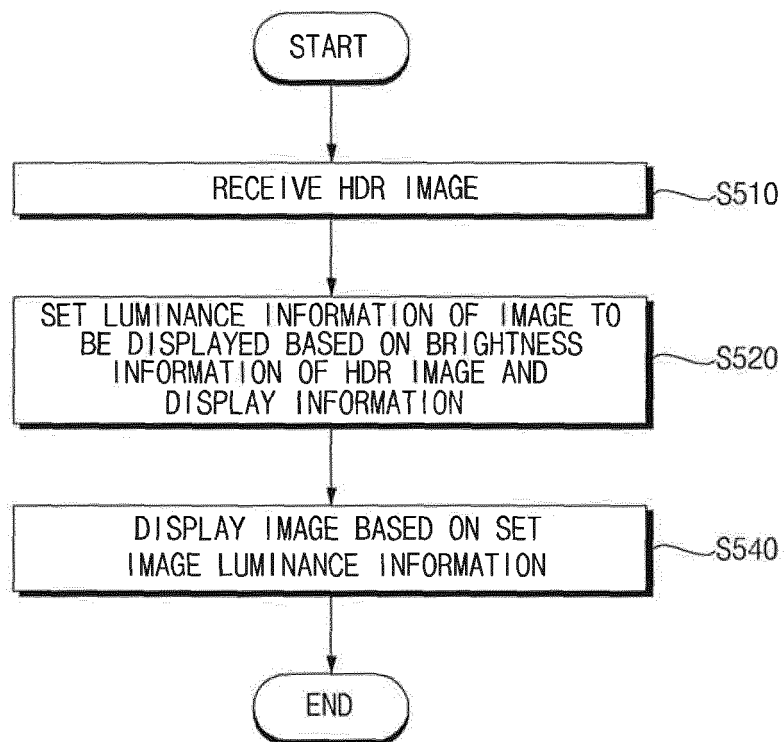 START
RECEIVE HDR IMAGE
S510
SET LUMINANCE INFORMATION OF IMAGE TO
BE DISPLAYED BASED ON BRIGHTNESS
INFORMATION OF HDR IMAGE AND
DISPLAY INFORMATION
S520
DISPLAY IMAGE BASED ON SET
IMAGE LUMINANCE INFORMATION
S540
END